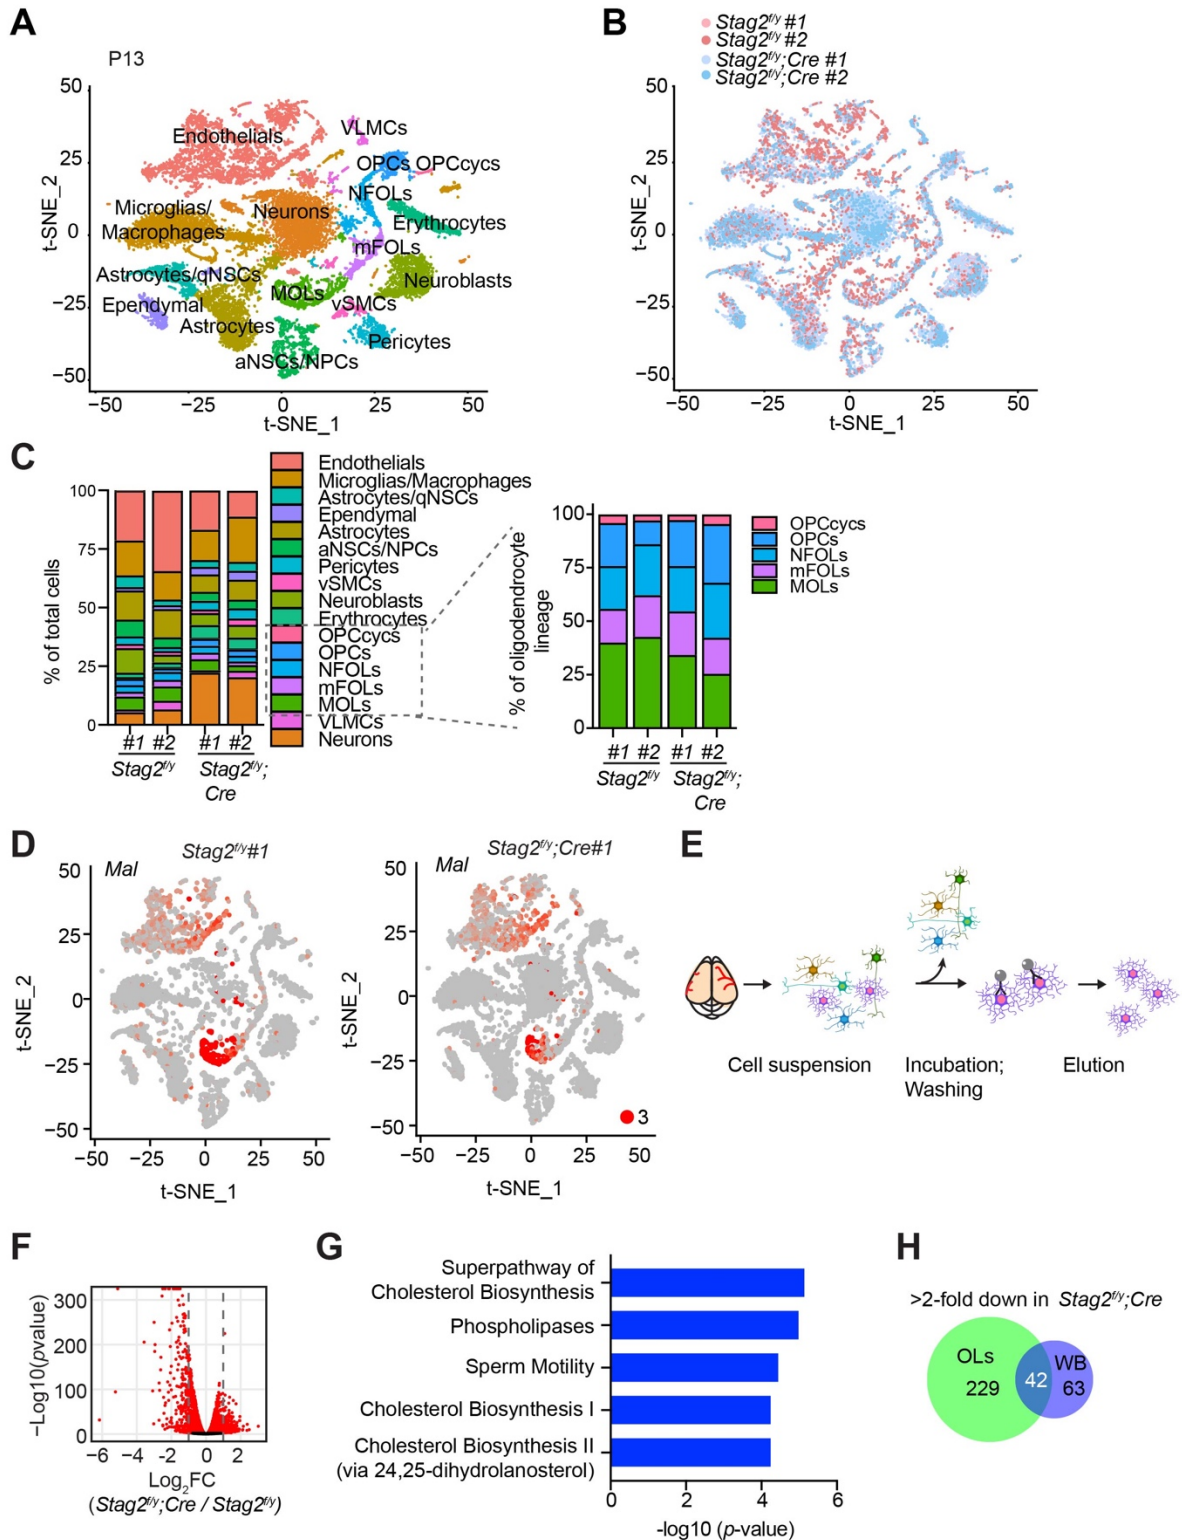 A
P13
t-SNE_2
50
25
0
−25
−50
Endothelials
VLMCs
OPCs OPCcycs
NFOLs
Microglias/
Macrophages
Neurons
Erythrocytes
mFOLs
Astrocytes/qNSCs
Neuroblasts
MOLs
Ependymal
vSMCs
Astrocytes
Pericytes
aNSCs/NPCs
−50 −25 0 25 50
t-SNE_1
B
Stag2f/y #1
Stag2f/y #2
Stag2f/y;Cre #1
Stag2f/y;Cre #2
t-SNE_2
50
25
0
−25
−50
−50 −25 0 25 50
t-SNE_1
C
% of total cells
100
75
50
25
0
#1 #2 #1 #2
Stag2f/y Stag2f/y;
Cre
Endothelials
Microglias/Macrophages
Astrocytes/qNSCs
Ependymal
Astrocytes
aNSCs/NPCs
Pericytes
vSMCs
Neuroblasts
Erythrocytes
OPCcycs
OPCs
NFOLs
mFOLs
MOLs
VLMCs
Neurons
% of oligodendrocyte
lineage
100
75
50
25
0
#1 #2 #1 #2
Stag2f/y Stag2f/y;
Cre
OPCcycs
OPCs
NFOLs
mFOLs
MOLs
D
Stag2f/y#1
Mal
t-SNE_2
50
25
0
−25
−50
−50 −25 0 25 50
t-SNE_1
Stag2f/y;Cre#1
Mal
t-SNE_2
50
25
0
−25
−50
3
−50 −25 0 25 50
t-SNE_1
E
Cell suspension
Incubation;
Washing
Elution
F
−Log10(pvalue)
300
200
100
0
−6 −4 −2 0 2
Log2FC
(Stag2f/y;Cre / Stag2f/y)
G
Superpathway of
Cholesterol Biosynthesis
Phospholipases
Sperm Motility
Cholesterol Biosynthesis I
Cholesterol Biosynthesis II
(via 24,25-dihydrolanosterol)
0 2 4 6
-log10 (p-value)
H
>2-fold down in Stag2f/y;Cre
OLs
229
42
WB
63